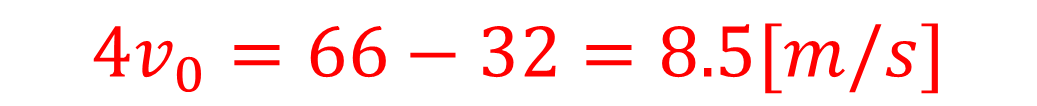 4v₀ = 66 − 32 = 8.5[m/s]